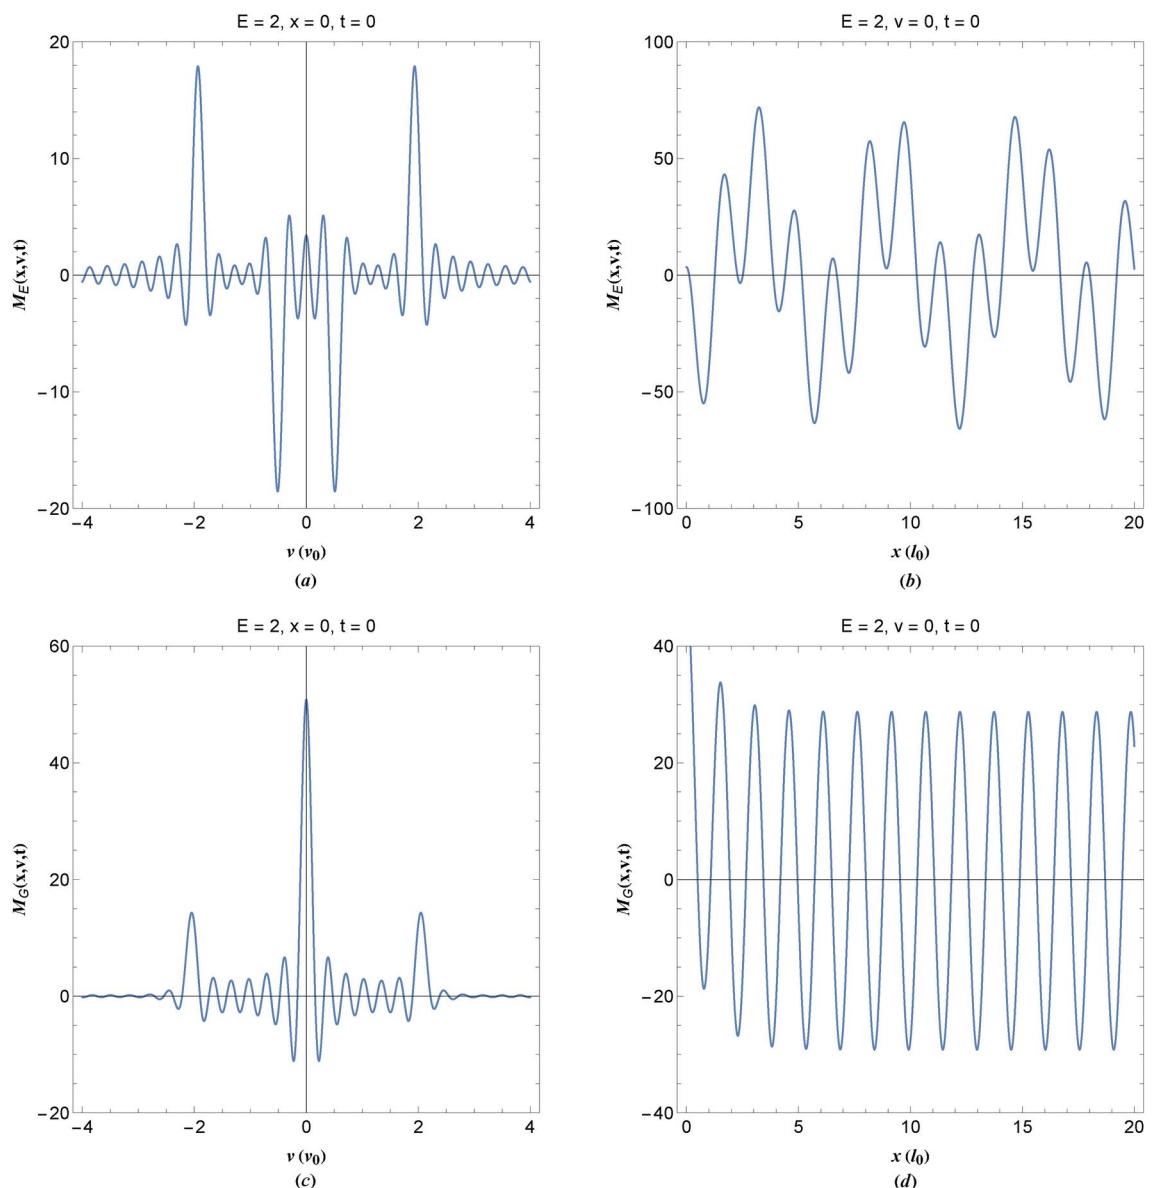 E = 2, x = 0, t = 0
20
10
0
−10
−20
M_E(x,v,t)
−4 −2 0 2 4
v (v_0)
(a)
E = 2, v = 0, t = 0
100
50
0
−50
−100
M_E(x,v,t)
0 5 10 15 20
x (l_0)
(b)
E = 2, x = 0, t = 0
60
40
20
0
−20
M_G(x,v,t)
−4 −2 0 2 4
v (v_0)
(c)
E = 2, v = 0, t = 0
40
20
0
−20
−40
M_G(x,v,t)
0 5 10 15 20
x (l_0)
(d)